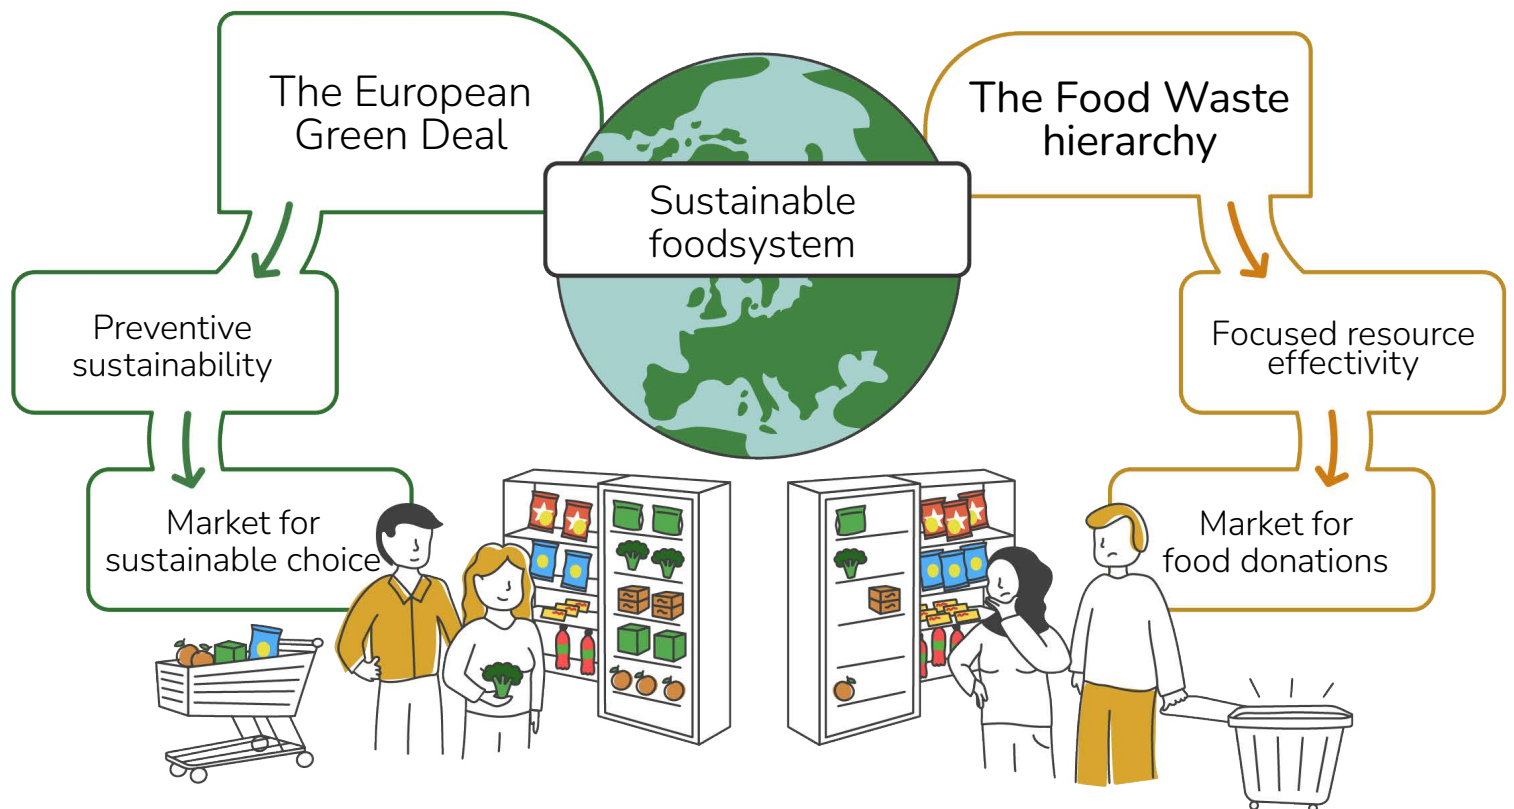 The European
Green Deal
Preventive
sustainability
Market for
sustainable choice
Sustainable
foodsystem
The Food Waste
hierarchy
Focused resource
effectivity
Market for
food donations